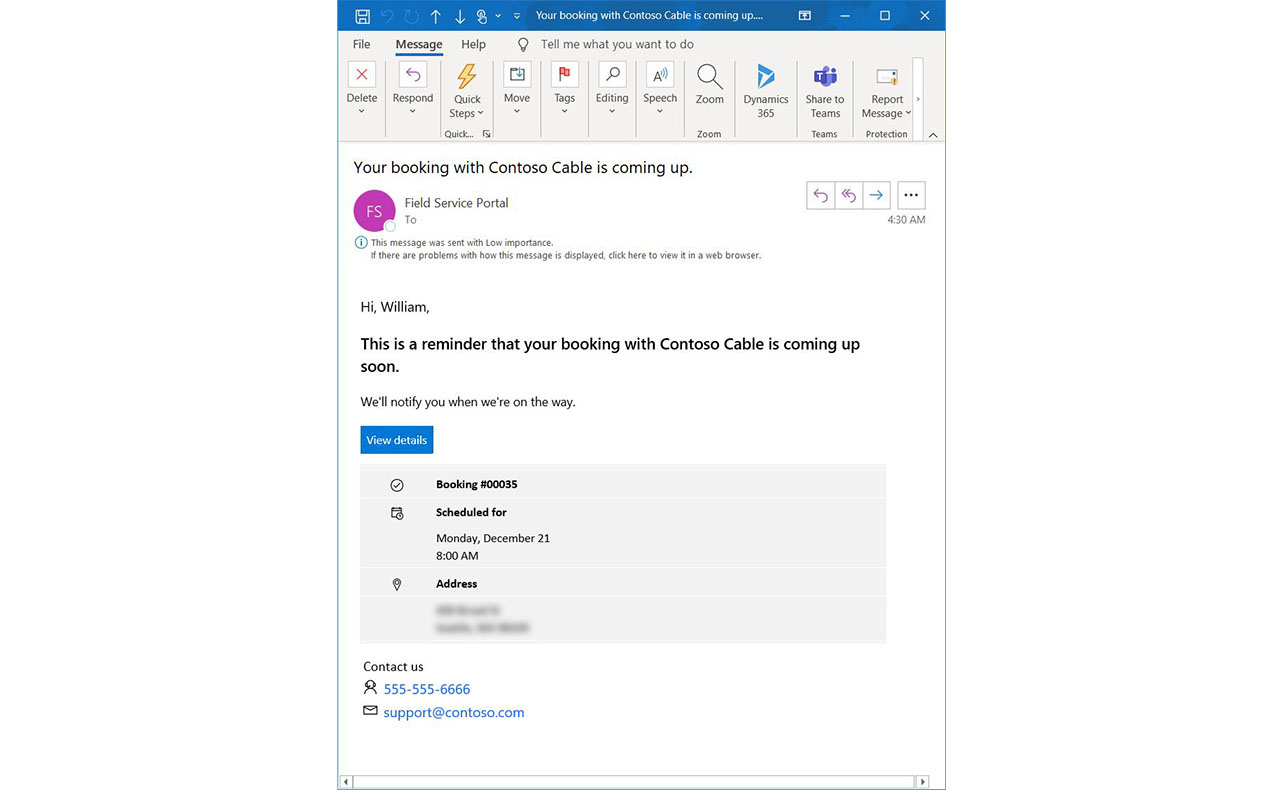 Your booking with Contoso Cable is coming up....
File Message Help Tell me what you want to do
Delete
Respond
Quick Steps
Move
Tags
Editing
Speech
Zoom
Dynamics 365
Share to Teams
Report Message
Quick...
Zoom
Teams
Protection
Your booking with Contoso Cable is coming up.
FS
Field Service Portal
To
4:30 AM
This message was sent with Low importance.
If there are problems with how this message is displayed, click here to view it in a web browser.
Hi, William,
This is a reminder that your booking with Contoso Cable is coming up
soon.
We'll notify you when we're on the way.
View details
Booking #00035
Scheduled for
Monday, December 21
8:00 AM
Address
Contact us
555-555-6666
support@contoso.com